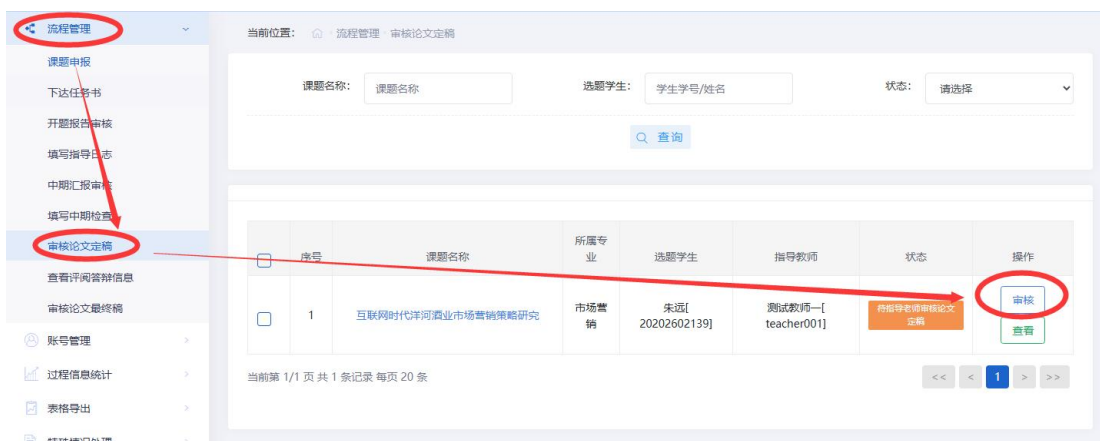 流程管理
课题申报
下达任务书
开题报告审核
填写指导日志
中期汇报审核
填写中期检查
审核论文定稿
查看评阅答辩信息
审核论文最终稿
账号管理
过程信息统计
表格导出
特殊情况处理
当前位置： 流程管理 审核论文定稿
课题名称： 课题名称 选题学生： 学生学号/姓名 状态： 请选择
查询
序号 课题名称 所属专业 选题学生 指导教师 状态 操作
1 互联网时代洋河酒业市场营销策略研究 市场营销 朱远[20202602139] 测试教师一[teacher001] 待指导老师审核论文定稿 审核
查看
当前第 1/1 页 共 1 条记录 每页 20 条 << < 1 > >>